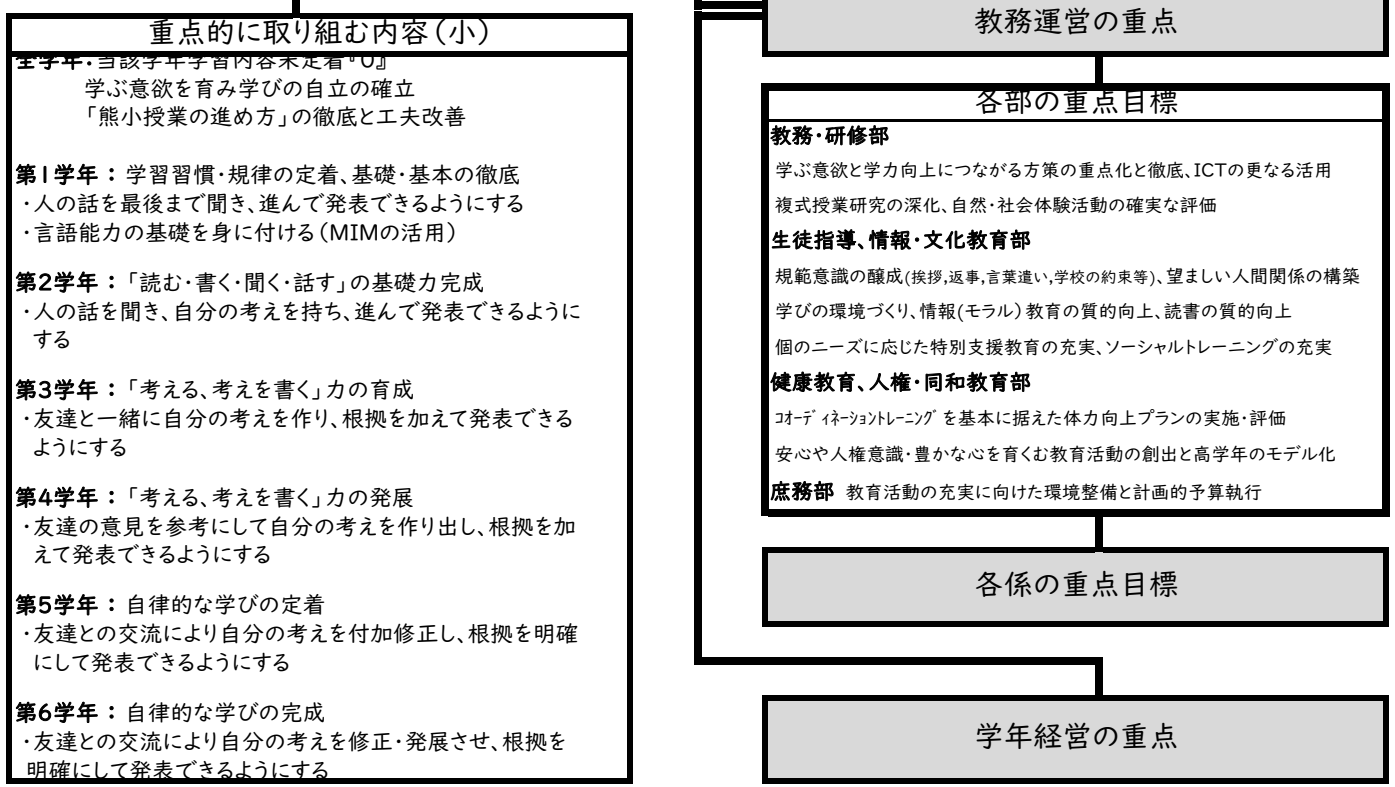 重点的に取り組む内容（小）
全学年：当該学年学習内容未定着『0』
学ぶ意欲を育み学びの自立の確立
「熊小授業の進め方」の徹底と工夫改善
第1学年：学習習慣・規律の定着、基礎・基本の徹底
・人の話を最後まで聞き、進んで発表できるようにする
・言語能力の基礎を身に付ける（MIMの活用）
第2学年：「読む・書く・聞く・話す」の基礎力完成
・人の話を聞き、自分の考えを持ち、進んで発表できるように
する
第3学年：「考える、考えを書く」力の育成
・友達と一緒に自分の考えを作り、根拠を加えて発表できる
ようにする
第4学年：「考える、考えを書く」力の発展
・友達の意見を参考にして自分の考えを作り出し、根拠を加
えて発表できるようにする
第5学年：自律的な学びの定着
・友達との交流により自分の考えを付加修正し、根拠を明確
にして発表できるようにする
第6学年：自律的な学びの完成
・友達との交流により自分の考えを修正・発展させ、根拠を
明確にして発表できるようにする
教務運営の重点
各部の重点目標
教務・研修部
学ぶ意欲と学力向上につながる方策の重点化と徹底、ICTの更なる活用
複式授業研究の深化、自然・社会体験活動の確実な評価
生徒指導、情報・文化教育部
規範意識の醸成(挨拶,返事,言葉遣い,学校の約束等)、望ましい人間関係の構築
学びの環境づくり、情報(モラル）教育の質的向上、読書の質的向上
個のニーズに応じた特別支援教育の充実、ソーシャルトレーニングの充実
健康教育、人権・同和教育部
ｺｵｰﾃﾞｨﾈｰｼｮﾝﾄﾚｰﾆﾝｸﾞを基本に据えた体力向上プランの実施・評価
安心や人権意識・豊かな心を育くむ教育活動の創出と高学年のモデル化
庶務部 教育活動の充実に向けた環境整備と計画的予算執行
各係の重点目標
学年経営の重点